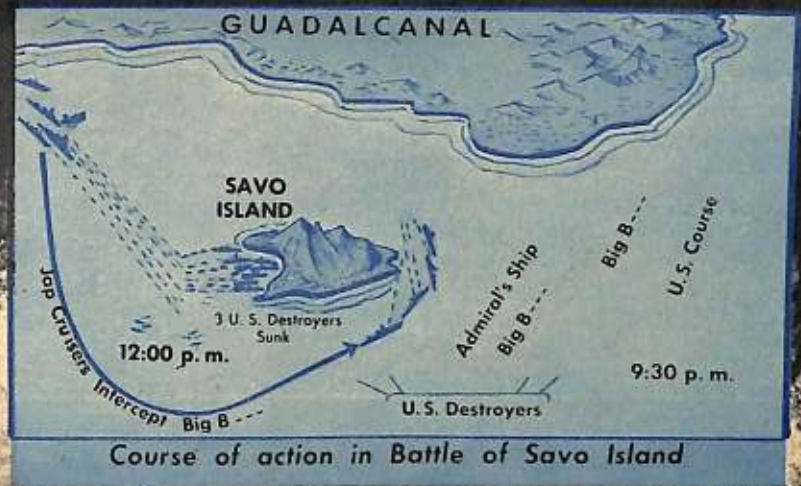 GUADALCANAL
SAVO
ISLAND
3 U. S. Destroyers
Sunk
12:00 p. m.
Jap Cruisers Intercept Big B---
Admiral's Ship
Big B---
Big B---
U.S. Course
9:30 p. m.
U.S. Destroyers
Course of action in Battle of Savo Island